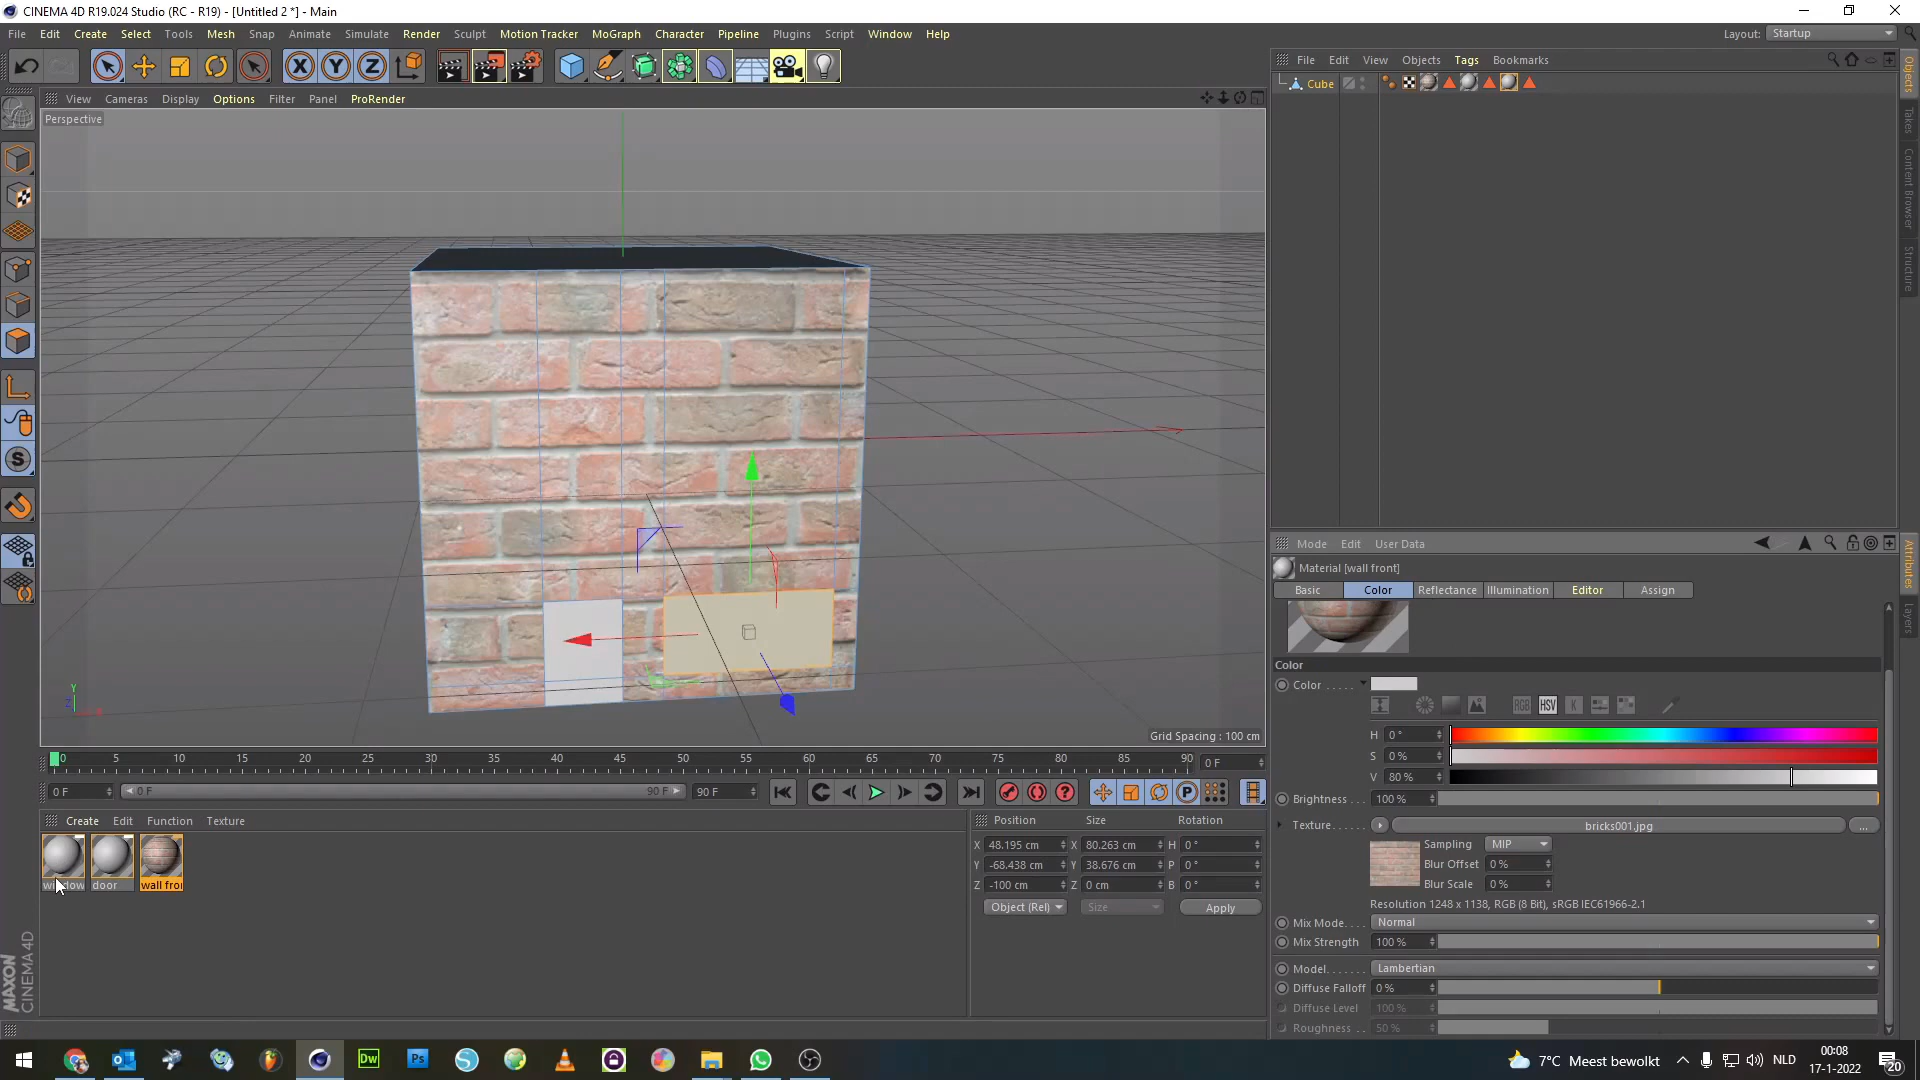 CINEMA 4D R19.024 Studio (RC - R19) - [Untitled 2 *] - Main
File Edit Create Select Tools Mesh Snap Animate Simulate Render Sculpt Motion Tracker MoGraph Character Pipeline Plugins Script Window Help
Layout: Startup
X Y Z
File Edit View Objects Tags Bookmarks
View Cameras Display Options Filter Panel ProRender
Cube
Perspective
Objects
Takes
Content Browser
Structure
Grid Spacing : 100 cm
Y
Z
X
S
0 5 10 15 20 25 30 35 40 45 50 55 60 65 70 75 80 85 90 0 F
0 F 0 F 90 F 90 F
P
Create Edit Function Texture
window door wall fron
Position Size Rotation
X 48.195 cm X 80.263 cm H 0 °
Y -68.438 cm Y 38.676 cm P 0 °
Z -100 cm Z 0 cm B 0 °
Object (Rel) Size Apply
Mode Edit User Data
Material [wall front]
Basic Color Reflectance Illumination Editor Assign
Color
Color . . . . .
RGB HSV K
H 0 °
S 0 %
V 80 %
Brightness . . . 100 %
Texture . . . . . . bricks001.jpg ...
Sampling MIP
Blur Offset 0 %
Blur Scale 0 %
Resolution 1248 x 1138, RGB (8 Bit), sRGB IEC61966-2.1
Mix Mode. . . . Normal
Mix Strength 100 %
Model. . . . . . . Lambertian
Diffuse Falloff 0 %
Diffuse Level 100 %
Roughness . . 50 %
Attributes
Layers
MAXON
CINEMA 4D
Dw
Ps
7°C Meest bewolkt
NLD
00:08
17-1-2022
20